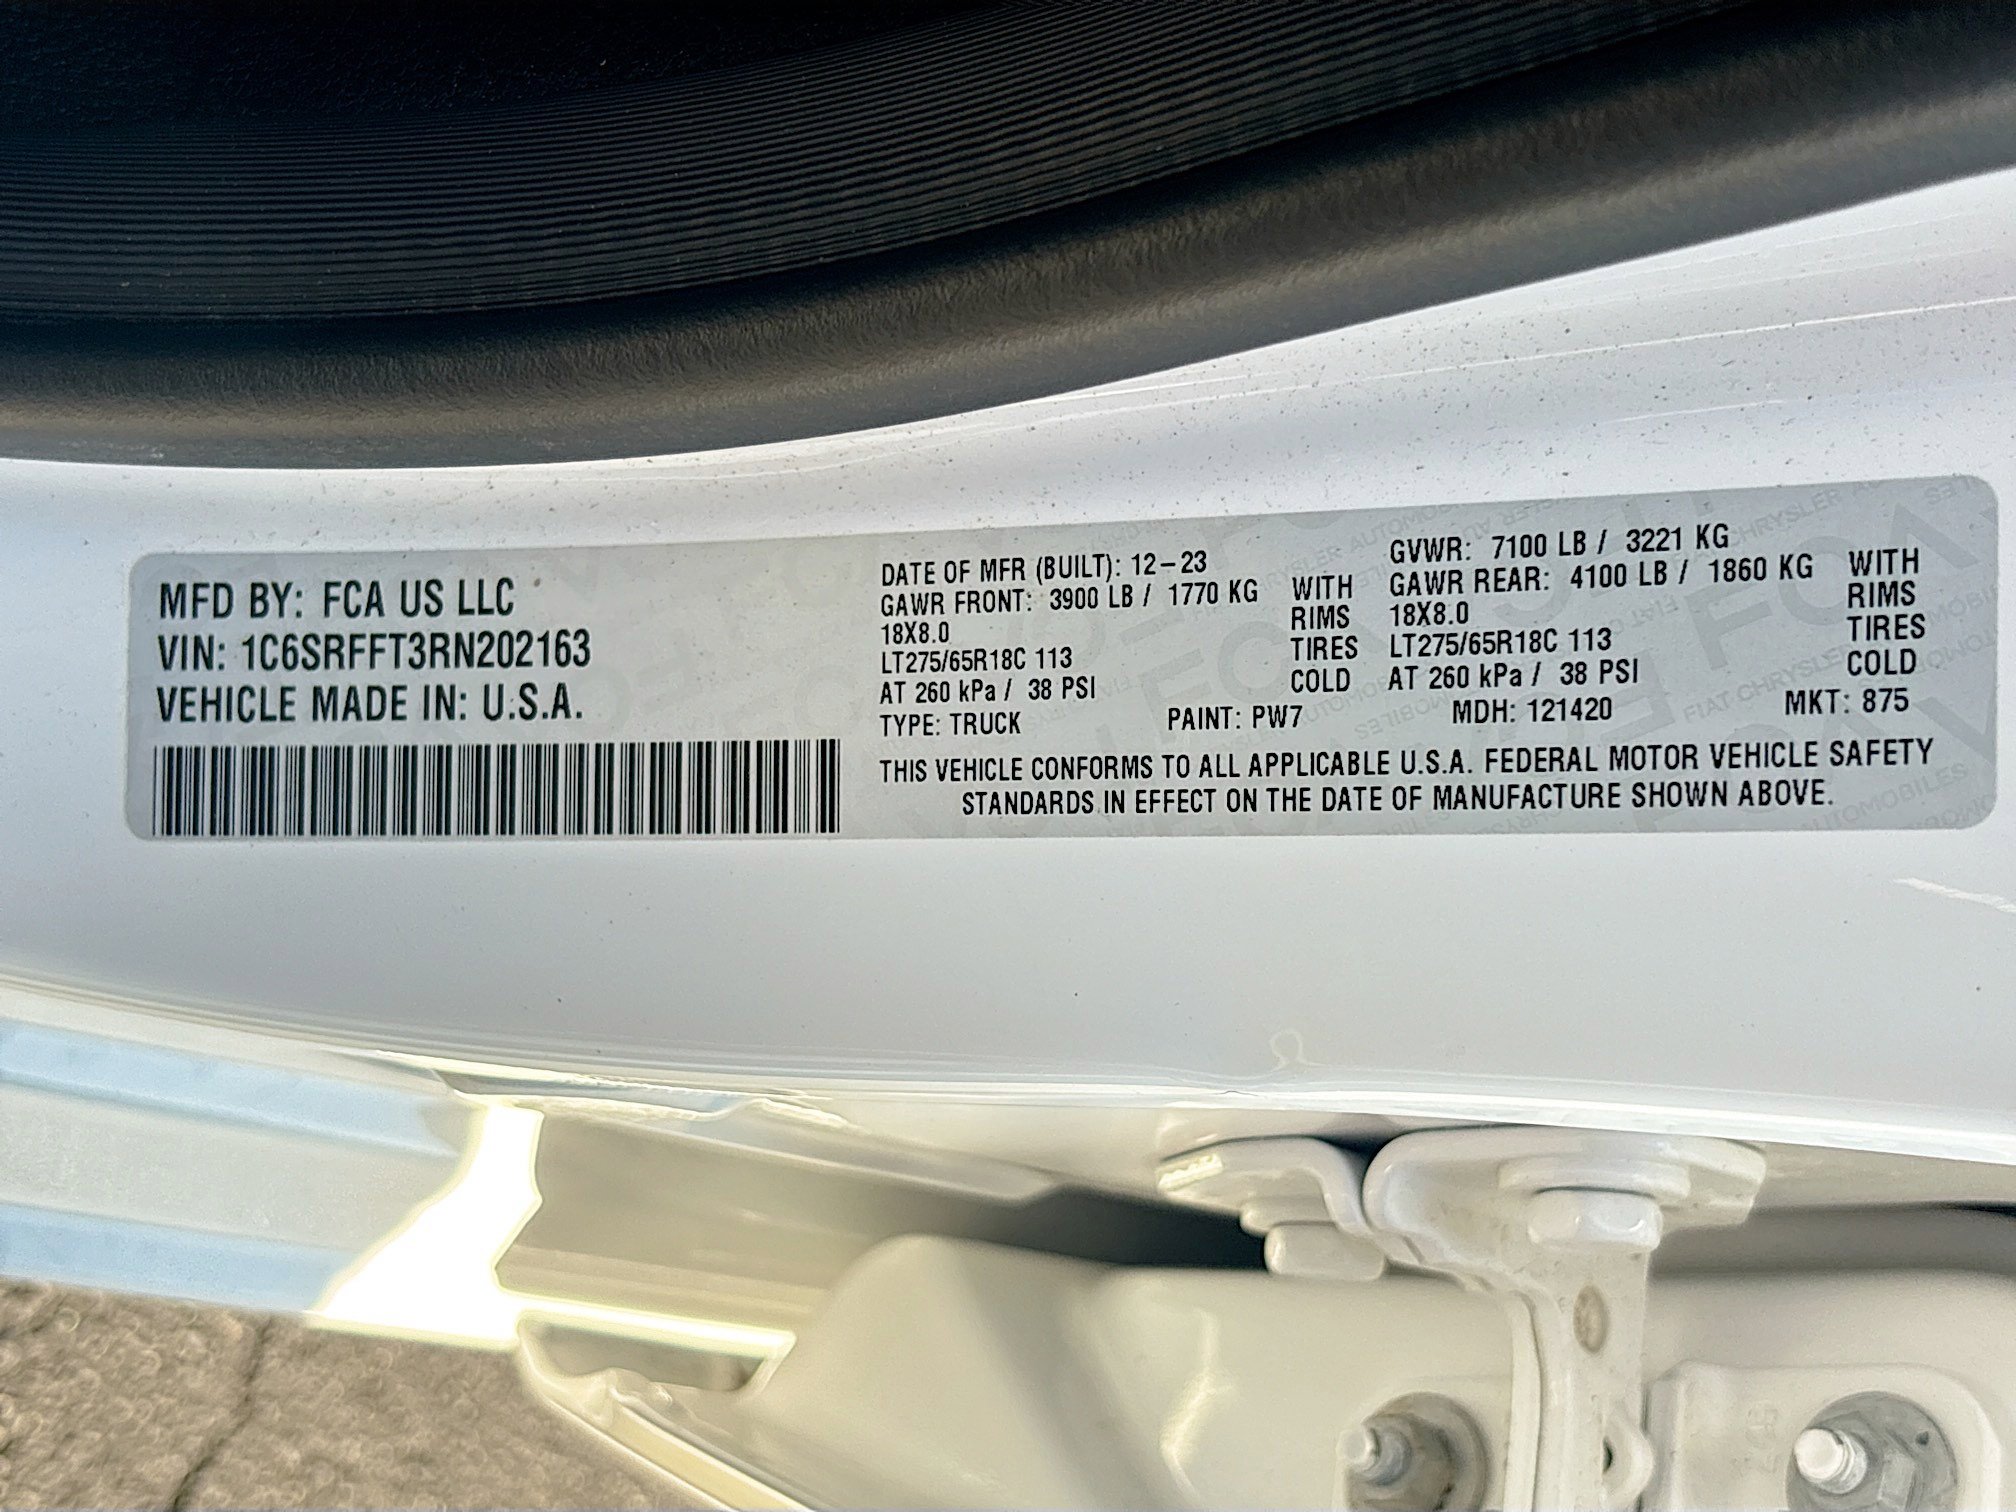 MFD BY: FCA US LLC
VIN: 1C6SRFFT3RN202163
VEHICLE MADE IN: U.S.A.
DATE OF MFR (BUILT): 12-23 GVWR: 7100 LB / 3221 KG
GAWR FRONT: 3900 LB / 1770 KG WITH GAWR REAR: 4100 LB / 1860 KG WITH
18X8.0 RIMS 18X8.0 RIMS
LT275/65R18C 113 TIRES LT275/65R18C 113 TIRES
AT 260 kPa / 38 PSI COLD AT 260 kPa / 38 PSI COLD
TYPE: TRUCK PAINT: PW7 MDH: 121420 MKT: 875
THIS VEHICLE CONFORMS TO ALL APPLICABLE U.S.A. FEDERAL MOTOR VEHICLE SAFETY
STANDARDS IN EFFECT ON THE DATE OF MANUFACTURE SHOWN ABOVE.